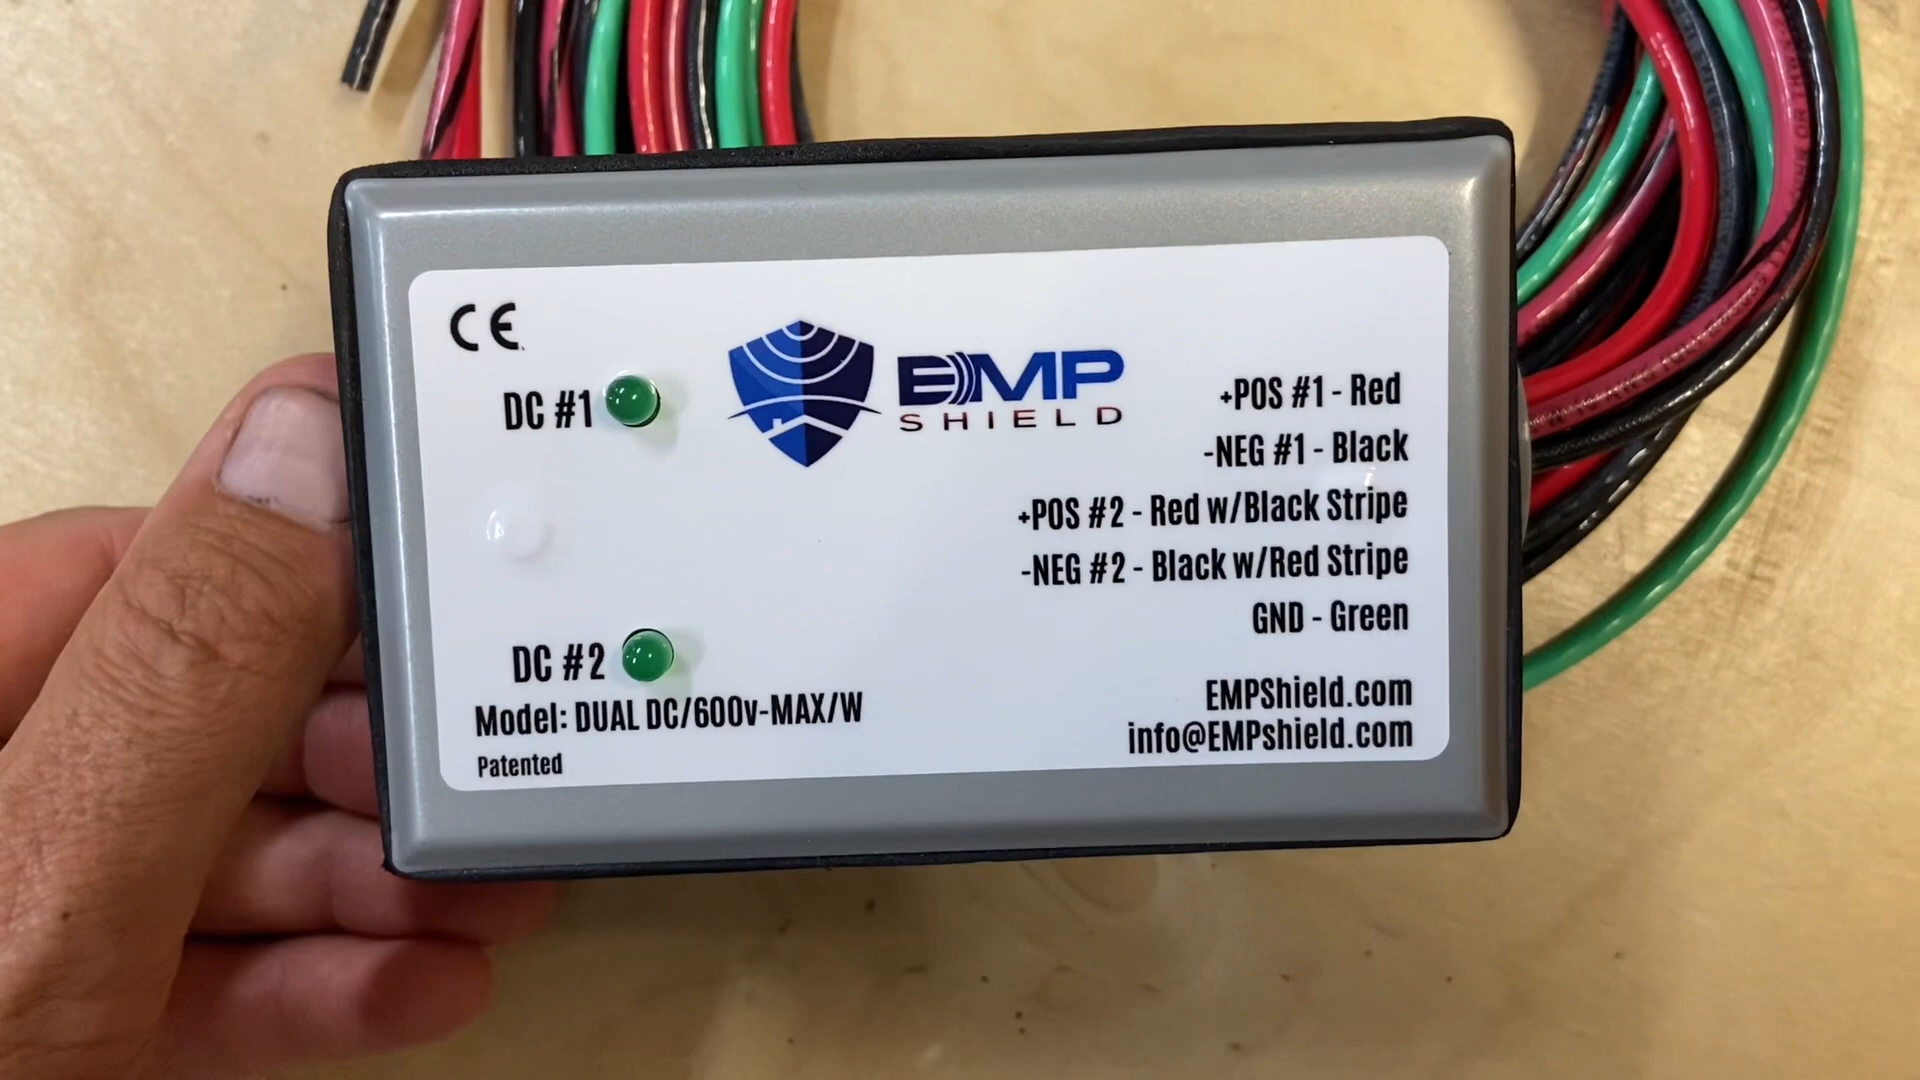 CE
DC #1
EMP
SHIELD
+POS #1 - Red
-NEG #1 - Black
+POS #2 - Red w/Black Stripe
-NEG #2 - Black w/Red Stripe
GND - Green
DC #2
Model: DUAL DC/600v-MAX/W
Patented
EMPShield.com
info@EMPshield.com